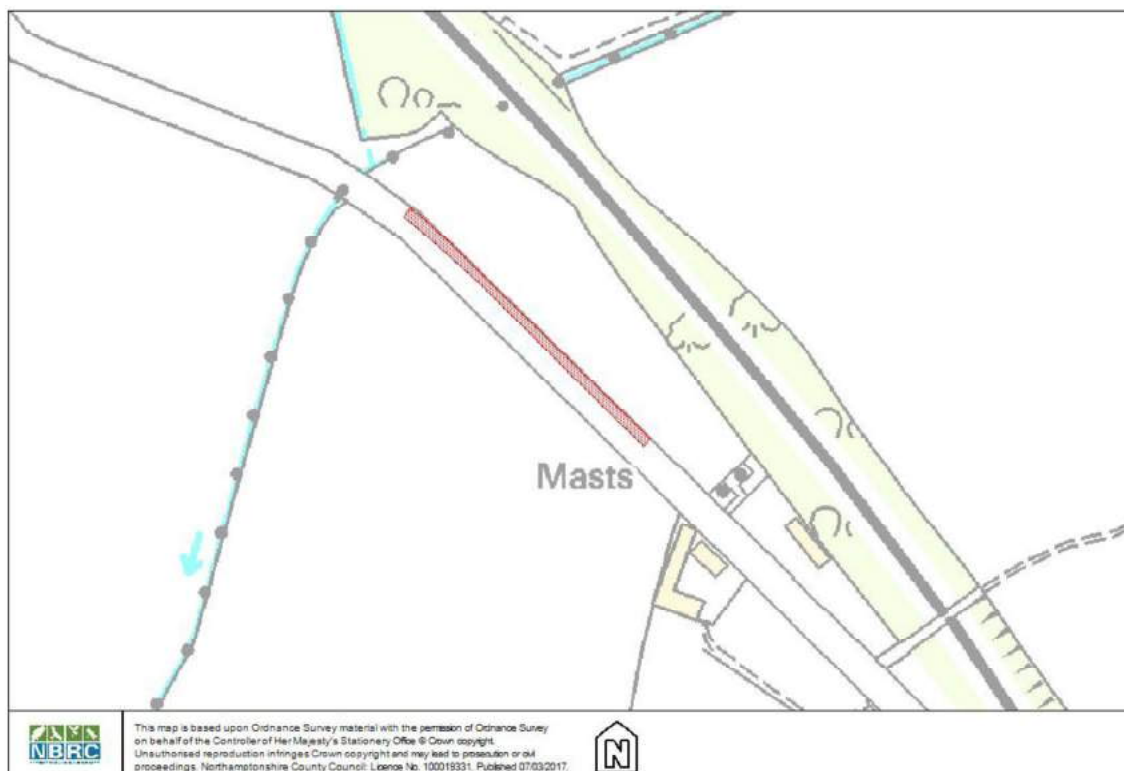 Masts
NBRC
This map is based upon Ordnance Survey material with the permission of Ordnance Survey
on behalf of the Controller of Her Majesty's Stationery Office © Crown copyright.
Unauthorised reproduction infringes Crown copyright and may lead to prosecution or civil
proceedings. Northamptonshire County Council: Licence No. 100019331. Published 07/03/2017.
N